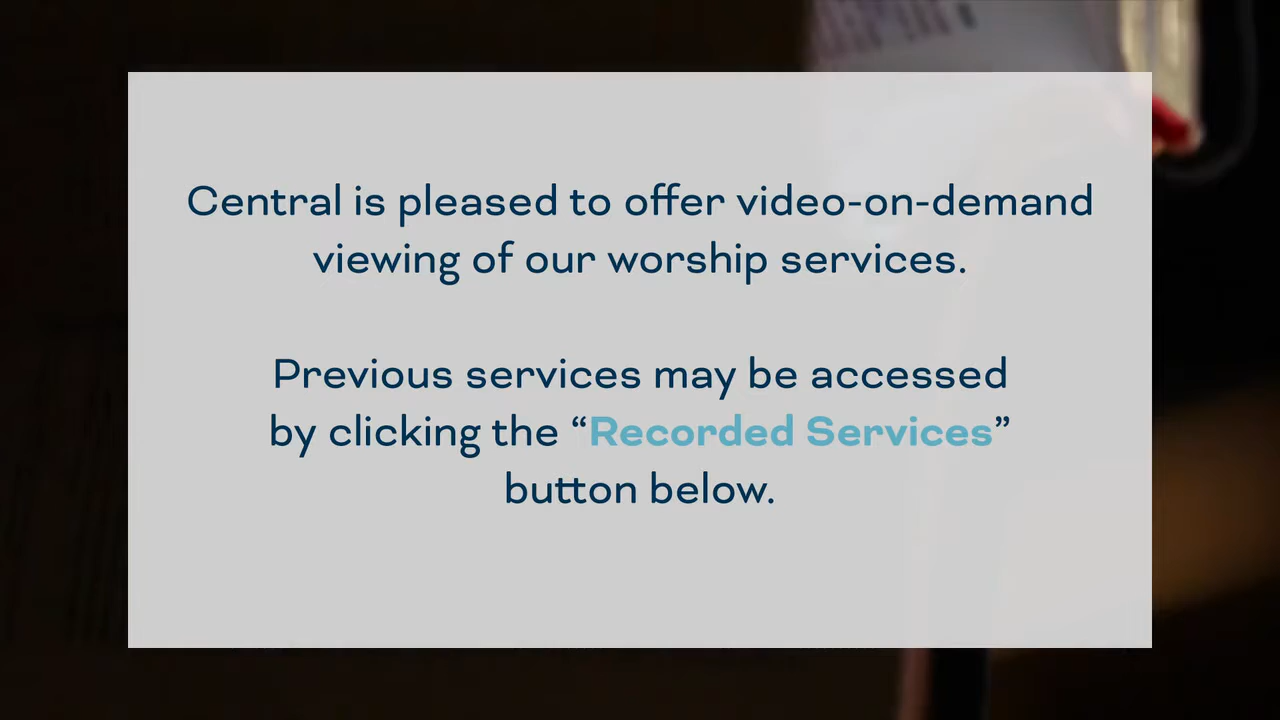 Central is pleased to offer video-on-demand
viewing of our worship services.
Previous services may be accessed
by clicking the “Recorded Services”
button below.